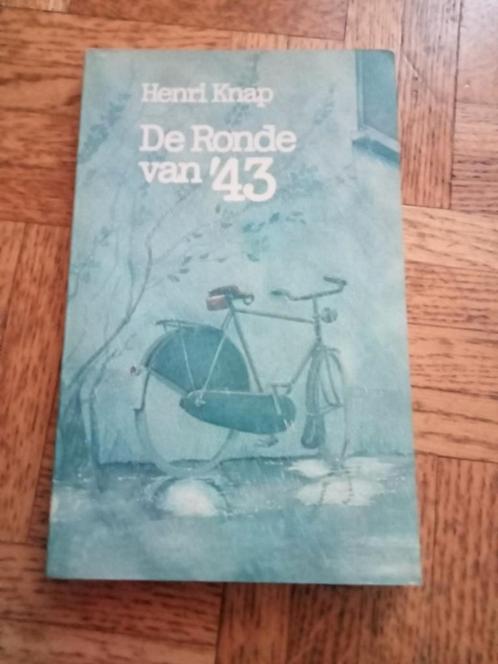 Henri Knap
De Ronde
van '43